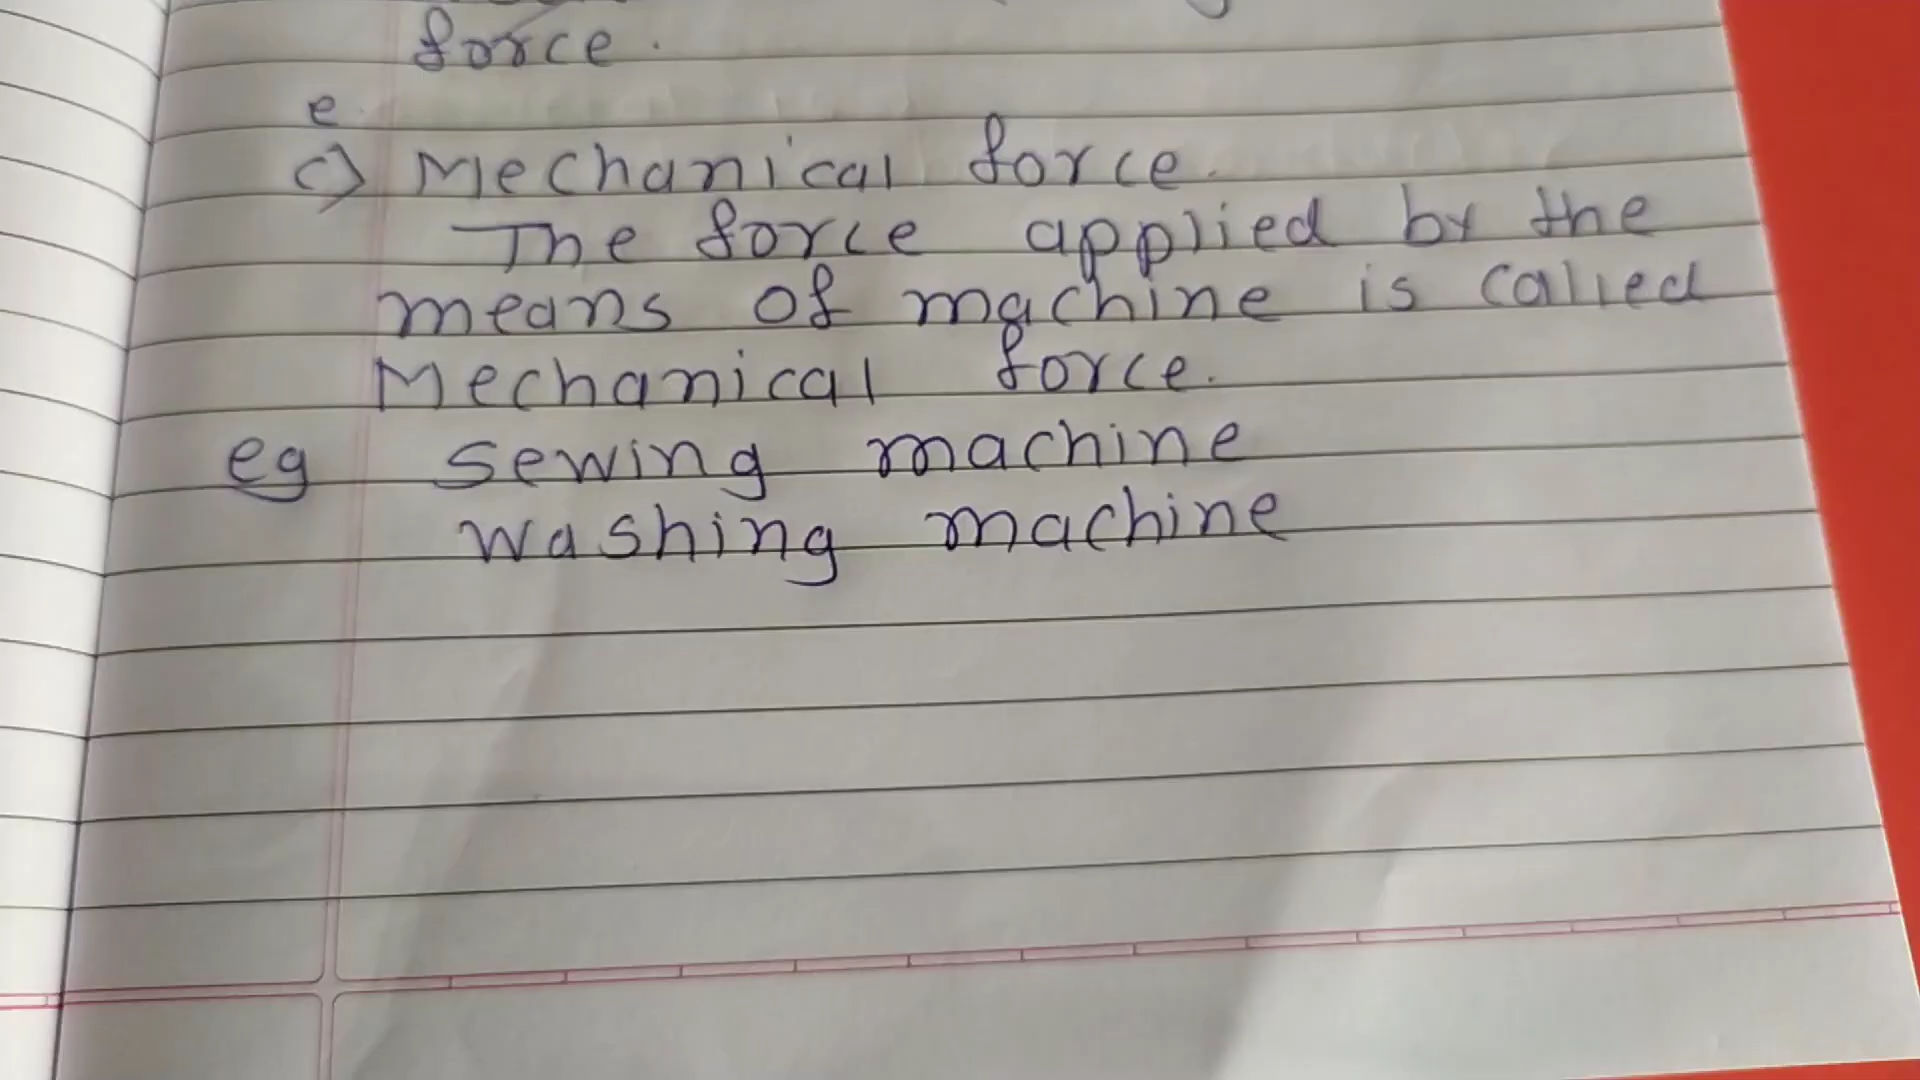 force.
e
c) Mechanical force.
The force applied by the
means of machine is called
Mechanical force.
eg sewing machine
washing machine